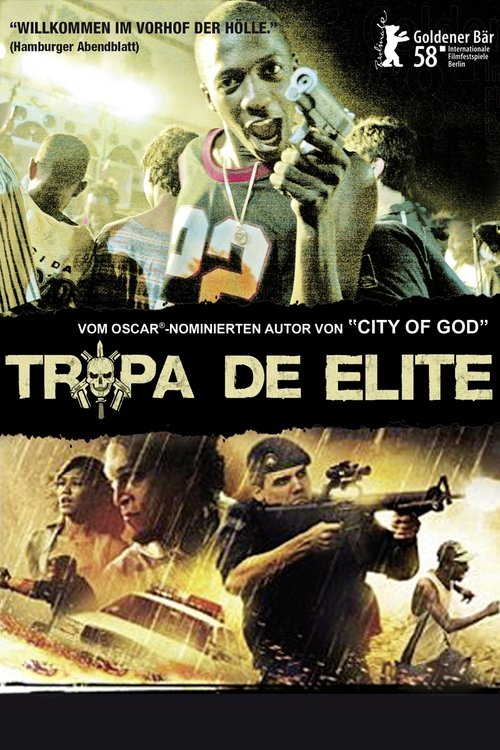 "WILLKOMMEN IM VORHOF DER HÖLLE."
(Hamburger Abendblatt)
Berlinale
Goldener Bär
58
Internationale
Filmfestspiele
Berlin
VOM OSCAR®-NOMINIERTEN AUTOR VON "CITY OF GOD"
TROPA DE ELITE